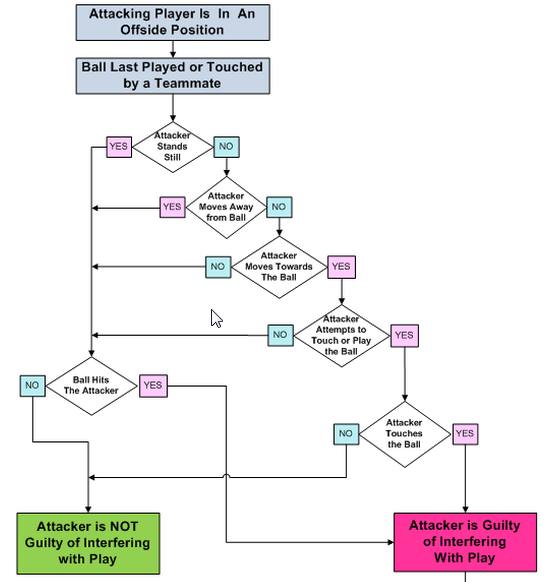 Attacking Player Is In An
Offside Position
Ball Last Played or Touched
by a Teammate
YES
Attacker
Stands
Still
NO
YES
Attacker
Moves Away
from Ball
NO
NO
Attacker
Moves Towards
The Ball
YES
NO
Attacker
Attempts to
Touch or Play
the Ball
YES
NO
Ball Hits
The Attacker
YES
NO
Attacker
Touches
the Ball
YES
Attacker is NOT
Guilty of Interfering
with Play
Attacker is Guilty
of Interfering
With Play